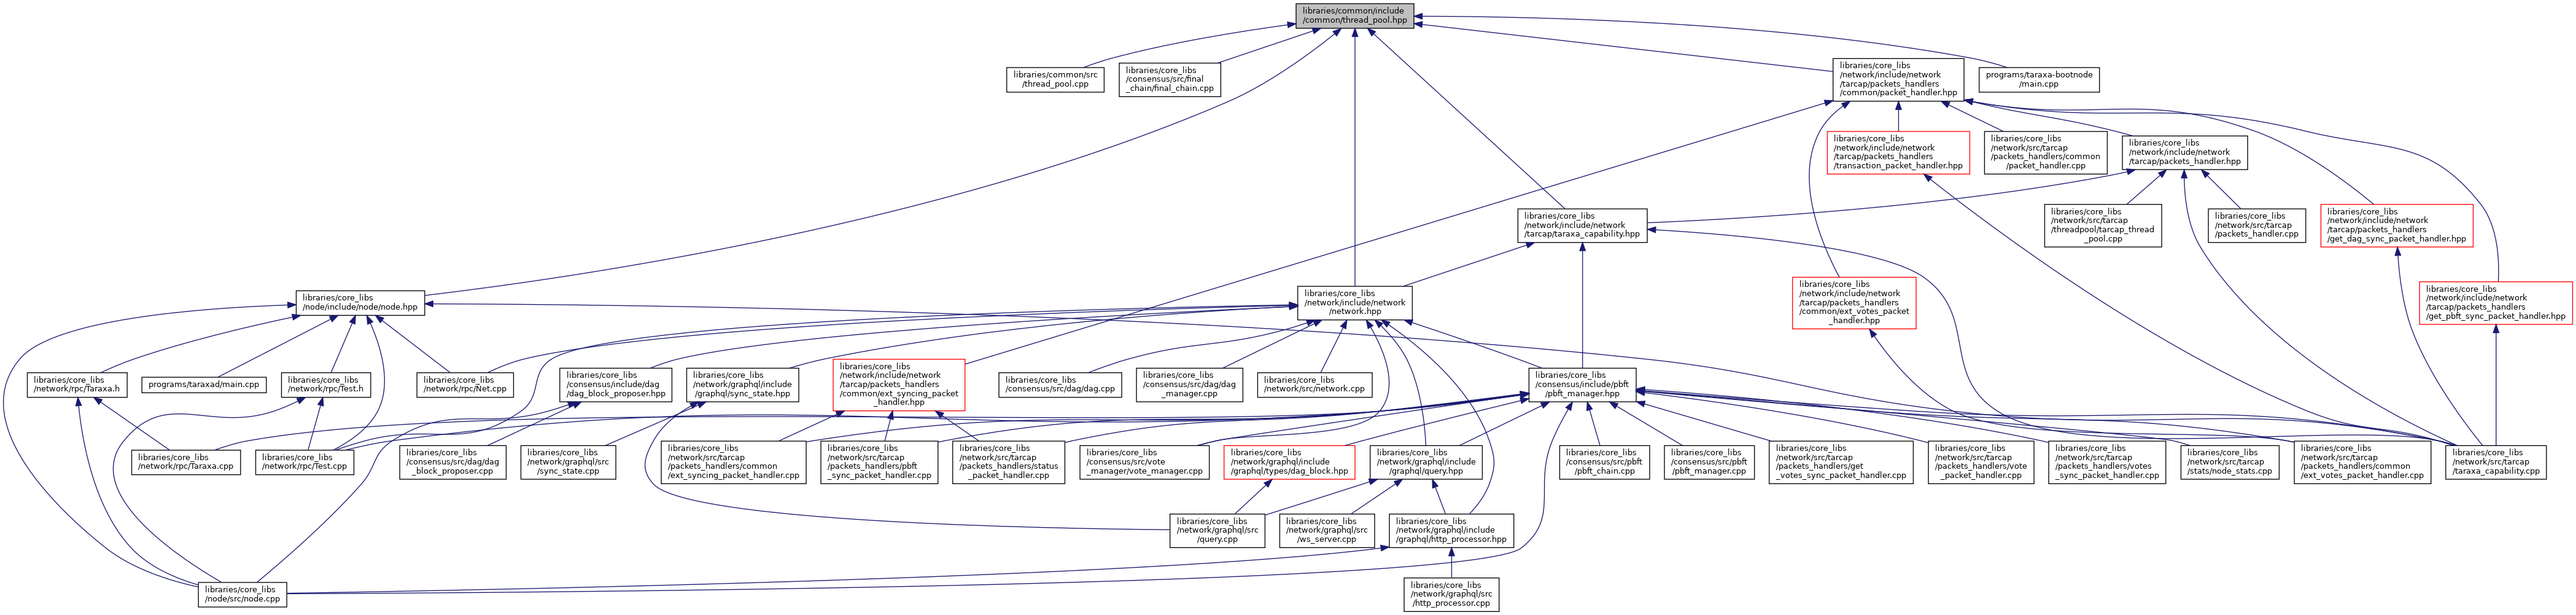 libraries/common/include
/common/thread_pool.hpp
libraries/common/src
/thread_pool.cpp
libraries/core_libs
/consensus/src/final
_chain/final_chain.cpp
libraries/core_libs
/network/include/network
/tarcap/packets_handlers
/common/packet_handler.hpp
programs/taraxa-bootnode
/main.cpp
libraries/core_libs
/network/include/network
/tarcap/packets_handlers
/transaction_packet_handler.hpp
libraries/core_libs
/network/src/tarcap
/packets_handlers/common
/packet_handler.cpp
libraries/core_libs
/network/include/network
/tarcap/packets_handler.hpp
libraries/core_libs
/network/include/network
/tarcap/taraxa_capability.hpp
libraries/core_libs
/network/src/tarcap
/threadpool/tarcap_thread
_pool.cpp
libraries/core_libs
/network/src/tarcap
/packets_handler.cpp
libraries/core_libs
/network/include/network
/tarcap/packets_handlers
/get_dag_sync_packet_handler.hpp
libraries/core_libs
/node/include/node/node.hpp
libraries/core_libs
/network/include/network
/network.hpp
libraries/core_libs
/network/include/network
/tarcap/packets_handlers
/common/ext_votes_packet
_handler.hpp
libraries/core_libs
/network/include/network
/tarcap/packets_handlers
/get_pbft_sync_packet_handler.hpp
libraries/core_libs
/network/rpc/Taraxa.h
programs/taraxad/main.cpp
libraries/core_libs
/network/rpc/Test.h
libraries/core_libs
/network/rpc/Net.cpp
libraries/core_libs
/consensus/include/dag
/dag_block_proposer.hpp
libraries/core_libs
/network/graphql/include
/graphql/sync_state.hpp
libraries/core_libs
/network/include/network
/tarcap/packets_handlers
/common/ext_syncing_packet
_handler.hpp
libraries/core_libs
/consensus/src/dag/dag.cpp
libraries/core_libs
/consensus/src/dag/dag
_manager.cpp
libraries/core_libs
/network/src/network.cpp
libraries/core_libs
/consensus/include/pbft
/pbft_manager.hpp
libraries/core_libs
/network/rpc/Taraxa.cpp
libraries/core_libs
/network/rpc/Test.cpp
libraries/core_libs
/consensus/src/dag/dag
_block_proposer.cpp
libraries/core_libs
/network/graphql/src
/sync_state.cpp
libraries/core_libs
/network/src/tarcap
/packets_handlers/common
/ext_syncing_packet_handler.cpp
libraries/core_libs
/network/src/tarcap
/packets_handlers/pbft
_sync_packet_handler.cpp
libraries/core_libs
/network/src/tarcap
/packets_handlers/status
_packet_handler.cpp
libraries/core_libs
/consensus/src/vote
_manager/vote_manager.cpp
libraries/core_libs
/network/graphql/include
/graphql/types/dag_block.hpp
libraries/core_libs
/network/graphql/include
/graphql/query.hpp
libraries/core_libs
/consensus/src/pbft
/pbft_chain.cpp
libraries/core_libs
/consensus/src/pbft
/pbft_manager.cpp
libraries/core_libs
/network/src/tarcap
/packets_handlers/get
_votes_sync_packet_handler.cpp
libraries/core_libs
/network/src/tarcap
/packets_handlers/vote
_packet_handler.cpp
libraries/core_libs
/network/src/tarcap
/packets_handlers/votes
_sync_packet_handler.cpp
libraries/core_libs
/network/src/tarcap
/stats/node_stats.cpp
libraries/core_libs
/network/src/tarcap
/packets_handlers/common
/ext_votes_packet_handler.cpp
libraries/core_libs
/network/src/tarcap
/taraxa_capability.cpp
libraries/core_libs
/network/graphql/src
/query.cpp
libraries/core_libs
/network/graphql/src
/ws_server.cpp
libraries/core_libs
/network/graphql/include
/graphql/http_processor.hpp
libraries/core_libs
/node/src/node.cpp
libraries/core_libs
/network/graphql/src
/http_processor.cpp